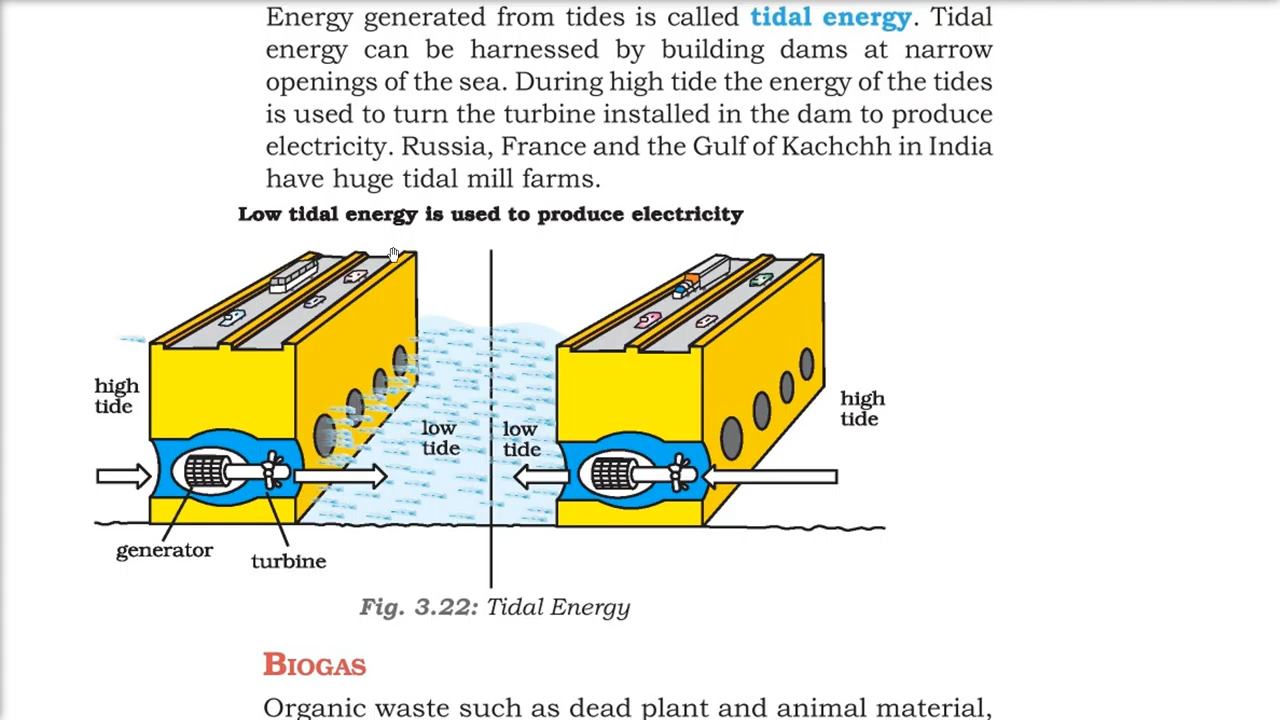 Energy generated from tides is called tidal energy. Tidal
energy can be harnessed by building dams at narrow
openings of the sea. During high tide the energy of the tides
is used to turn the turbine installed in the dam to produce
electricity. Russia, France and the Gulf of Kachchh in India
have huge tidal mill farms.
Low tidal energy is used to produce electricity
high
tide
low
tide
low
tide
high
tide
generator
turbine
Fig. 3.22: Tidal Energy
BIOGAS
Organic waste such as dead plant and animal material,